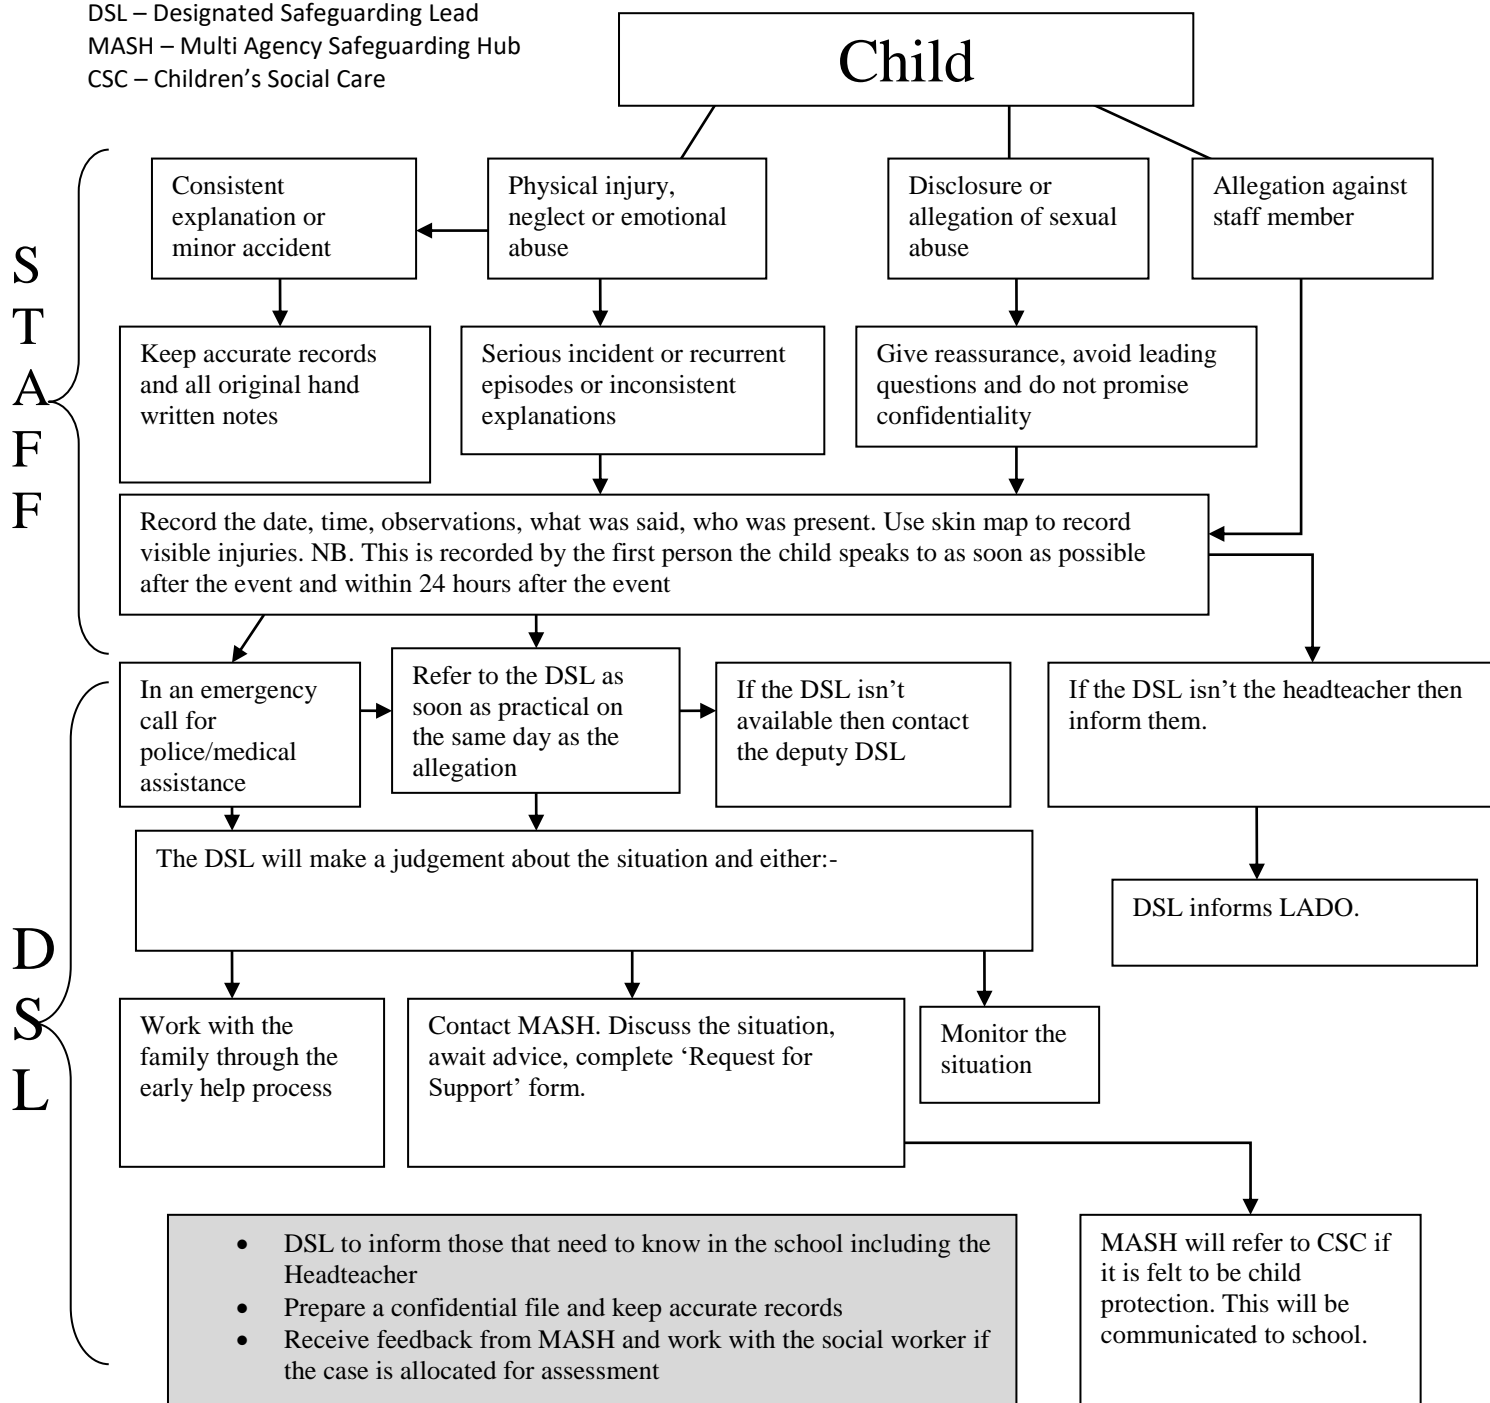 DSL – Designated Safeguarding Lead
MASH – Multi Agency Safeguarding Hub
CSC – Children's Social Care
Child
S
T
A
F
F
Consistent
explanation or
minor accident
Physical injury,
neglect or emotional
abuse
Disclosure or
allegation of sexual
abuse
Allegation against
staff member
Keep accurate records
and all original hand
written notes
Serious incident or recurrent
episodes or inconsistent
explanations
Give reassurance, avoid leading
questions and do not promise
confidentiality
Record the date, time, observations, what was said, who was present. Use skin map to record
visible injuries. NB. This is recorded by the first person the child speaks to as soon as possible
after the event and within 24 hours after the event
D
S
L
In an emergency
call for
police/medical
assistance
Refer to the DSL as
soon as practical on
the same day as the
allegation
If the DSL isn't
available then contact
the deputy DSL
If the DSL isn't the headteacher then
inform them.
The DSL will make a judgement about the situation and either:-
DSL informs LADO.
Work with the
family through the
early help process
Contact MASH. Discuss the situation,
await advice, complete 'Request for
Support' form.
Monitor the
situation
• DSL to inform those that need to know in the school including the
Headteacher
• Prepare a confidential file and keep accurate records
• Receive feedback from MASH and work with the social worker if
the case is allocated for assessment
MASH will refer to CSC if
it is felt to be child
protection. This will be
communicated to school.